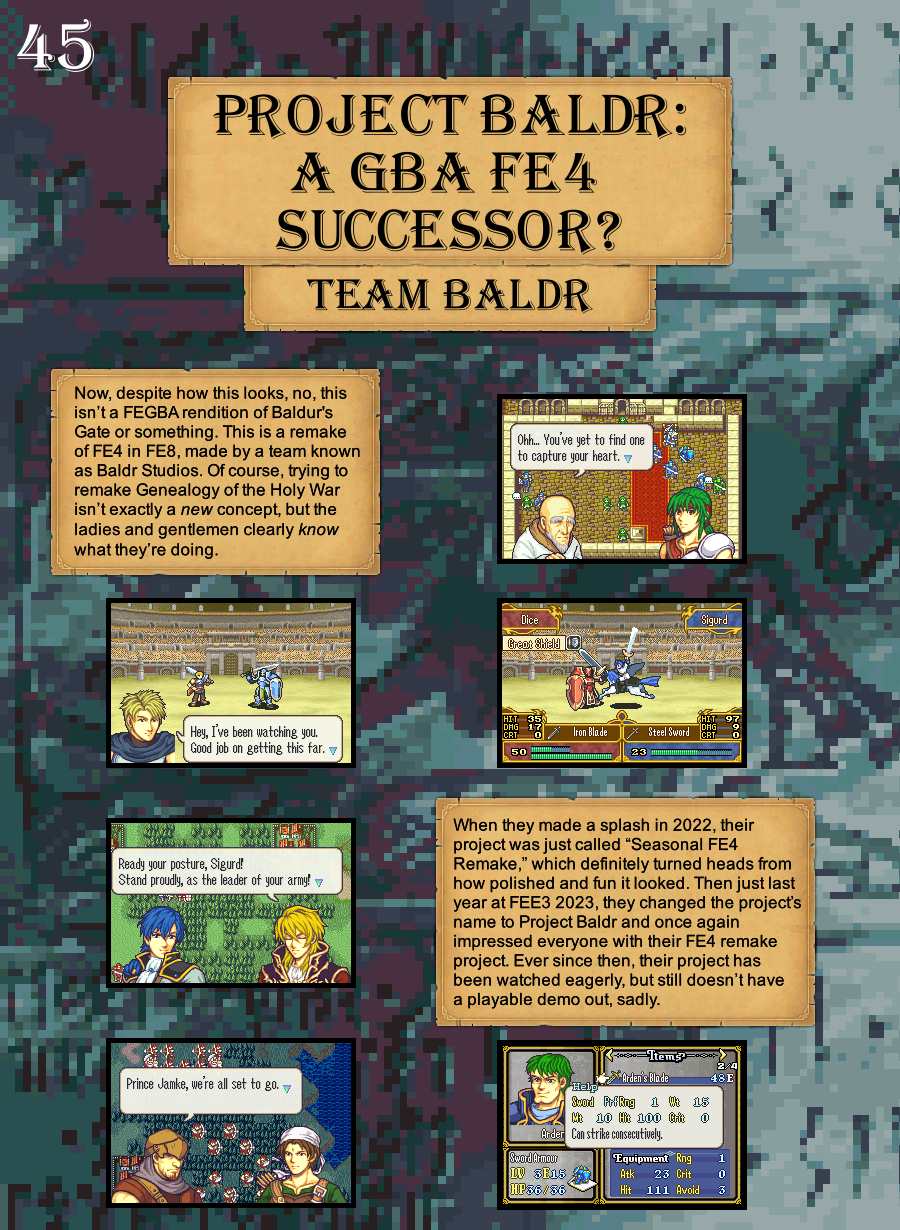 45
PROJECT BALDR:
A GBA FE4
SUCCESSOR?
TEAM BALDR
Now, despite how this looks, no, this
isn't a FEGBA rendition of Baldur's
Gate or something. This is a remake
of FE4 in FE8, made by a team known
as Baldr Studios. Of course, trying to
remake Genealogy of the Holy War
isn't exactly a new concept, but the
ladies and gentlemen clearly know
what they're doing.
Ohh... You've yet to find one
to capture your heart.
Hey, I've been watching you.
Good job on getting this far.
Dice
Sigurd
Great Shield
HIT 35
DMG 17
CRT 0
Iron Blade
Steel Sword
HIT 97
DMG 9
CRT 0
50
23
Ready your posture, Sigurd!
Stand proudly, as the leader of your army!
When they made a splash in 2022, their
project was just called “Seasonal FE4
Remake,” which definitely turned heads from
how polished and fun it looked. Then just last
year at FEE3 2023, they changed the project's
name to Project Baldr and once again
impressed everyone with their FE4 remake
project. Ever since then, their project has
been watched eagerly, but still doesn't have
a playable demo out, sadly.
Prince Jamke, we're all set to go.
Items
2/4
Arden's Blade 48 E
Help
Sword Prf Rng 1 Wt 15
Mt 10 Hit 100 Crit 0
Can strike consecutively.
Arden
Sword Armour
LV 3 E 15
HP 36/36
Equipment Rng 1
Atk 23 Crit 0
Hit 111 Avoid 3